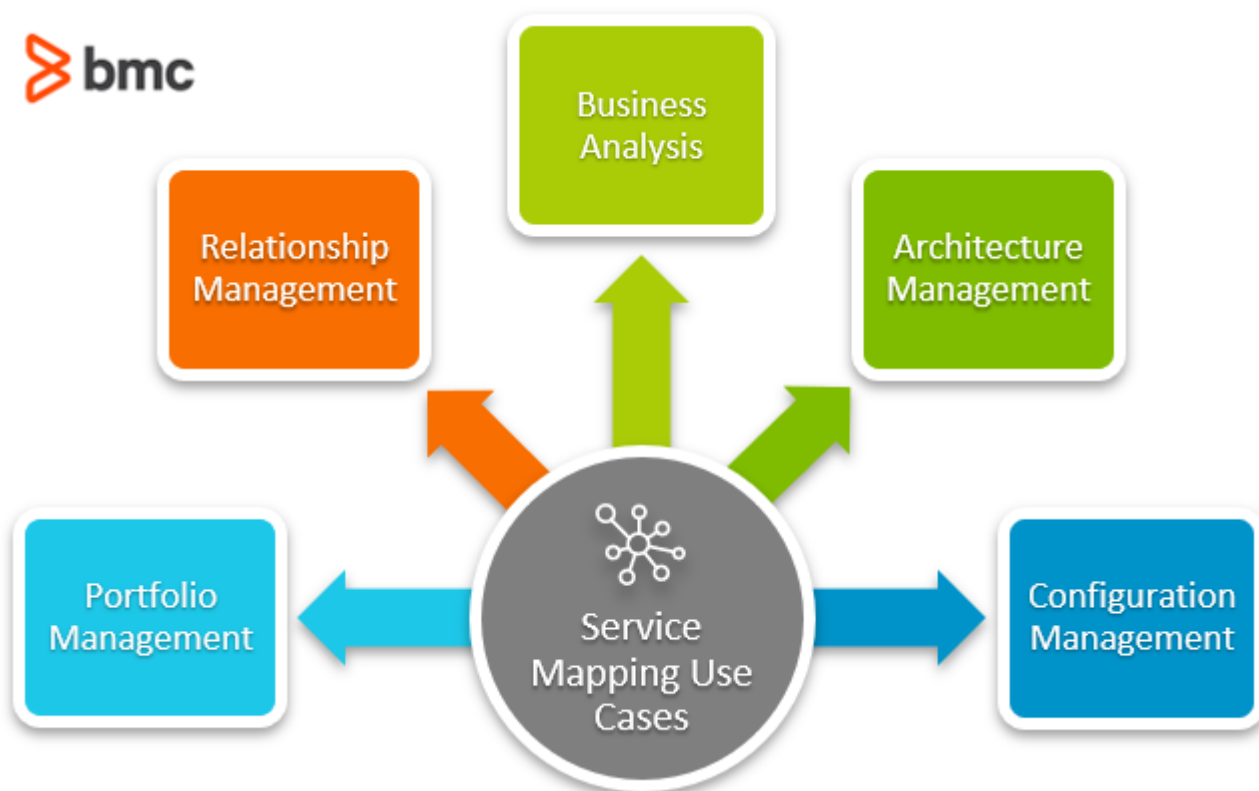 bmc
Business
Analysis
Relationship
Management
Architecture
Management
Portfolio
Management
Configuration
Management
Service
Mapping Use
Cases